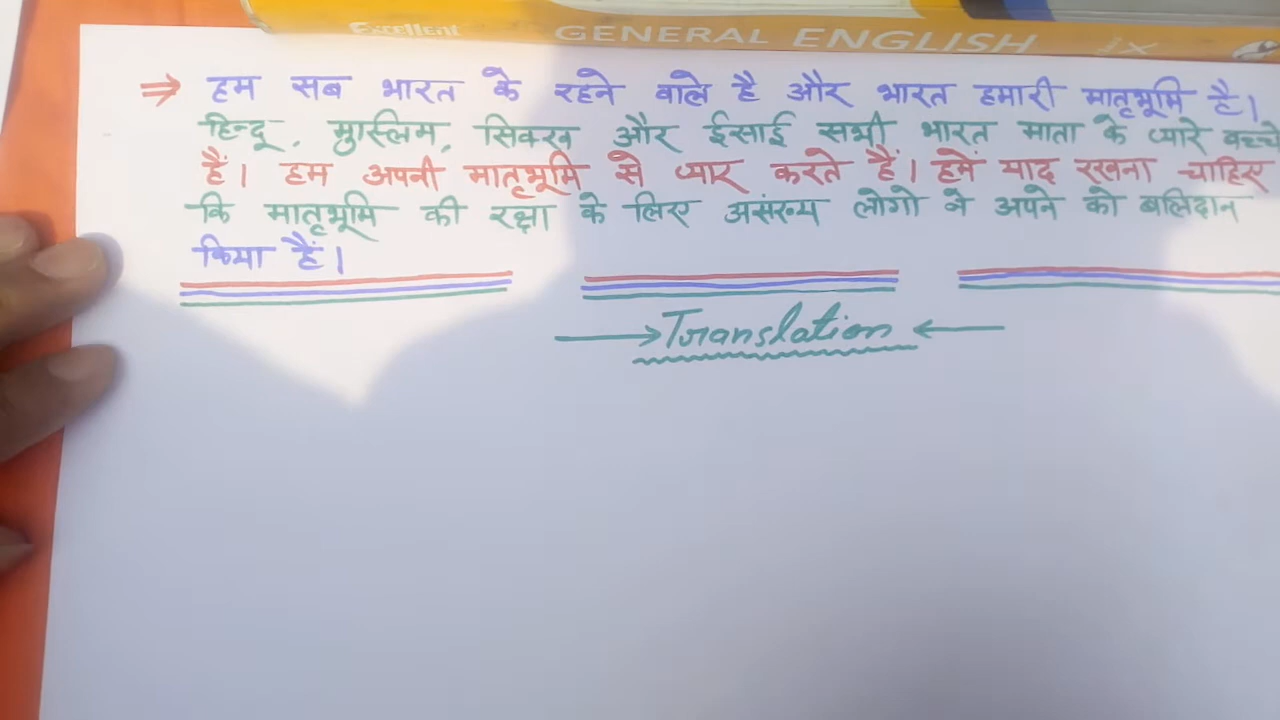 Excellent GENERAL ENGLISH IX
⇒ हम सब भारत के रहने वाले है और भारत हमारी मातृभूमि है।
हिन्दू, मुस्लिम, सिक्ख और ईसाई सभी भारत माता के प्यारे बच्चे
हैं। हम अपनी मातृभूमि से प्यार करते हैं। हमें याद रखना चाहिए
कि मातृभूमि की रक्षा के लिए असंख्य लोगो ने अपने को बलिदान
किया हैं।
→Translation←